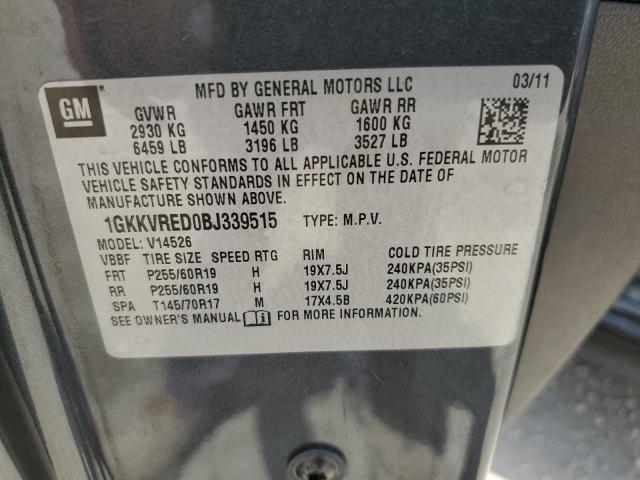 GM
MFD BY GENERAL MOTORS LLC 03/11
GVWR GAWR FRT GAWR RR
2930 KG 1450 KG 1600 KG
6459 LB 3196 LB 3527 LB
THIS VEHICLE CONFORMS TO ALL APPLICABLE U.S. FEDERAL MOTOR
VEHICLE SAFETY STANDARDS IN EFFECT ON THE DATE OF
MANUFACTURE SHOWN ABOVE.
1GKKVRED0BJ339515 TYPE: M.P.V.
MODEL: V14526
VBBF TIRE SIZE SPEED RTG RIM COLD TIRE PRESSURE
FRT P255/60R19 H 19X7.5J 240KPA(35PSI)
RR P255/60R19 H 19X7.5J 240KPA(35PSI)
SPA T145/70R17 M 17X4.5B 420KPA(60PSI)
SEE OWNER'S MANUAL FOR MORE INFORMATION.